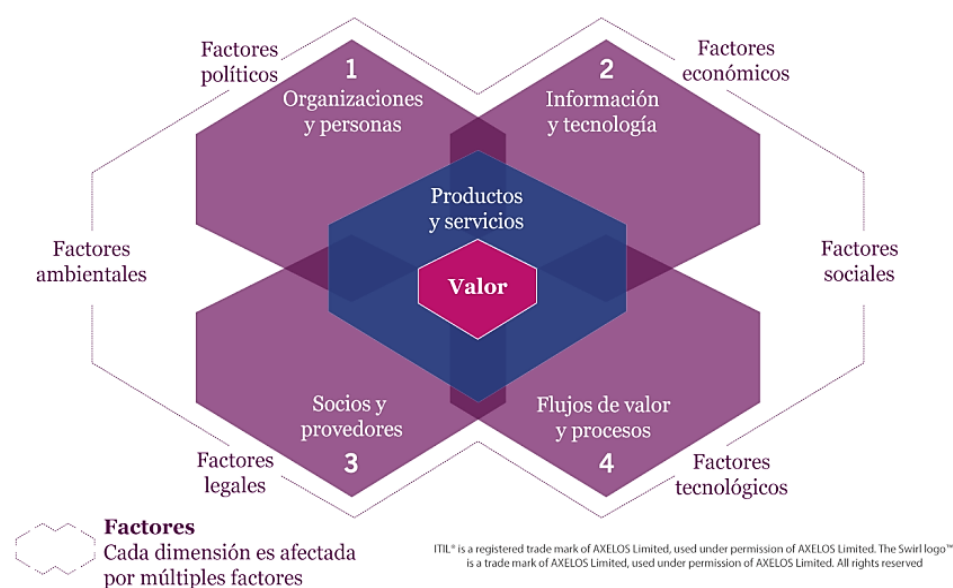 Factores
políticos
1
Organizaciones
y personas
2
Información
y tecnología
Factores
económicos
Productos
y servicios
Valor
Factores
ambientales
Factores
sociales
Socios y
provedores
3
Flujos de valor
y procesos
4
Factores
legales
Factores
tecnológicos
Factores
Cada dimensión es afectada
por múltiples factores
ITIL® is a registered trade mark of AXELOS Limited, used under permission of AXELOS Limited. The Swirl logo™
is a trade mark of AXELOS Limited, used under permission of AXELOS Limited. All rights reserved